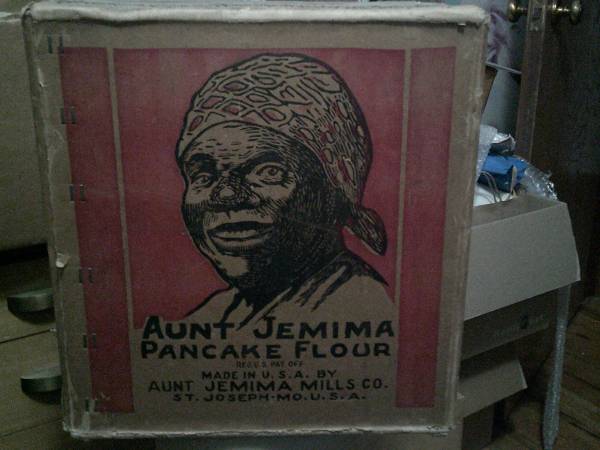 AUNT JEMIMA
PANCAKE FLOUR
REG. U.S. PAT. OFF.
MADE IN U.S.A. BY
AUNT JEMIMA MILLS CO.
ST. JOSEPH-MO. U.S.A.